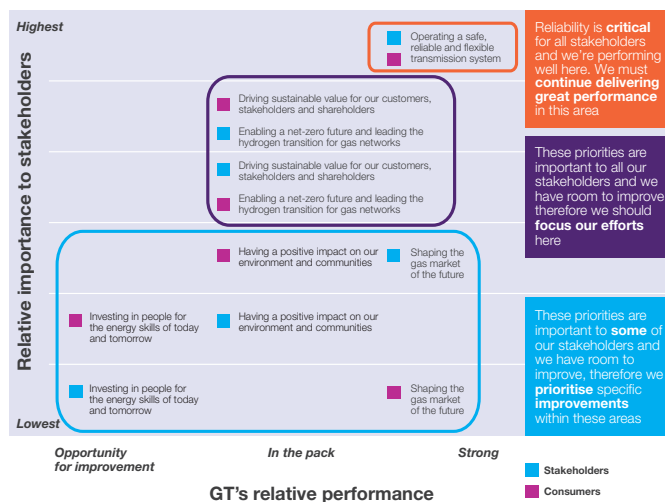 Highest
Relative importance to stakeholders
Lowest
Operating a safe,
reliable and flexible
transmission system
Driving sustainable value for our customers,
stakeholders and shareholders
Enabling a net-zero future and leading the
hydrogen transition for gas networks
Driving sustainable value for our customers,
stakeholders and shareholders
Enabling a net-zero future and leading the
hydrogen transition for gas networks
Having a positive impact on our
environment and communities
Shaping the
gas market
of the future
Investing in people for
the energy skills of today
and tomorrow
Having a positive impact on our
environment and communities
Investing in people for
the energy skills of today
and tomorrow
Shaping the
gas market
of the future
Reliability is critical
for all stakeholders
and we're performing
well here. We must
continue delivering
great performance
in this area
These priorities are
important to all our
stakeholders and we
have room to improve
therefore we should
focus our efforts
here
These priorities are
important to some of
our stakeholders and
we have room to
improve, therefore we
prioritise specific
improvements
within these areas
Opportunity
for improvement
In the pack
Strong
GT's relative performance
Stakeholders
Consumers